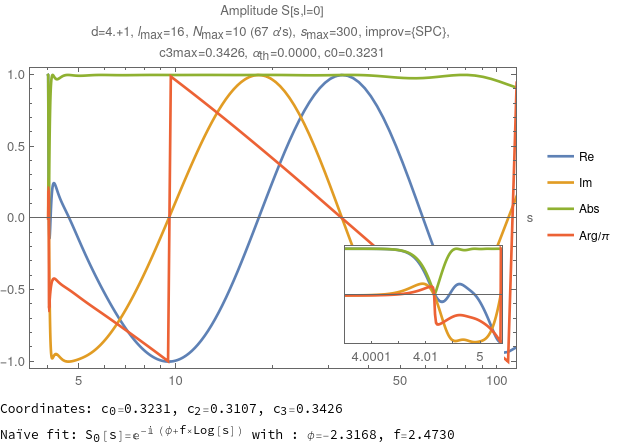 Amplitude S[s,l=0]
d=4.+1, lmax=16, Nmax=10 (67 α's), smax=300, improv={SPC},
c3max=0.3426, αth=0.0000, c0=0.3231
1.0
0.5
0.0
-0.5
-1.0
s
Re
Im
Abs
Arg/π
4.0001 4.01 5
5 10 50 100
Coordinates: c0=0.3231, c2=0.3107, c3=0.3426
Naïve fit: S0[s]=e^-i (ϕ+f×Log[s]) with : ϕ=-2.3168, f=2.4730